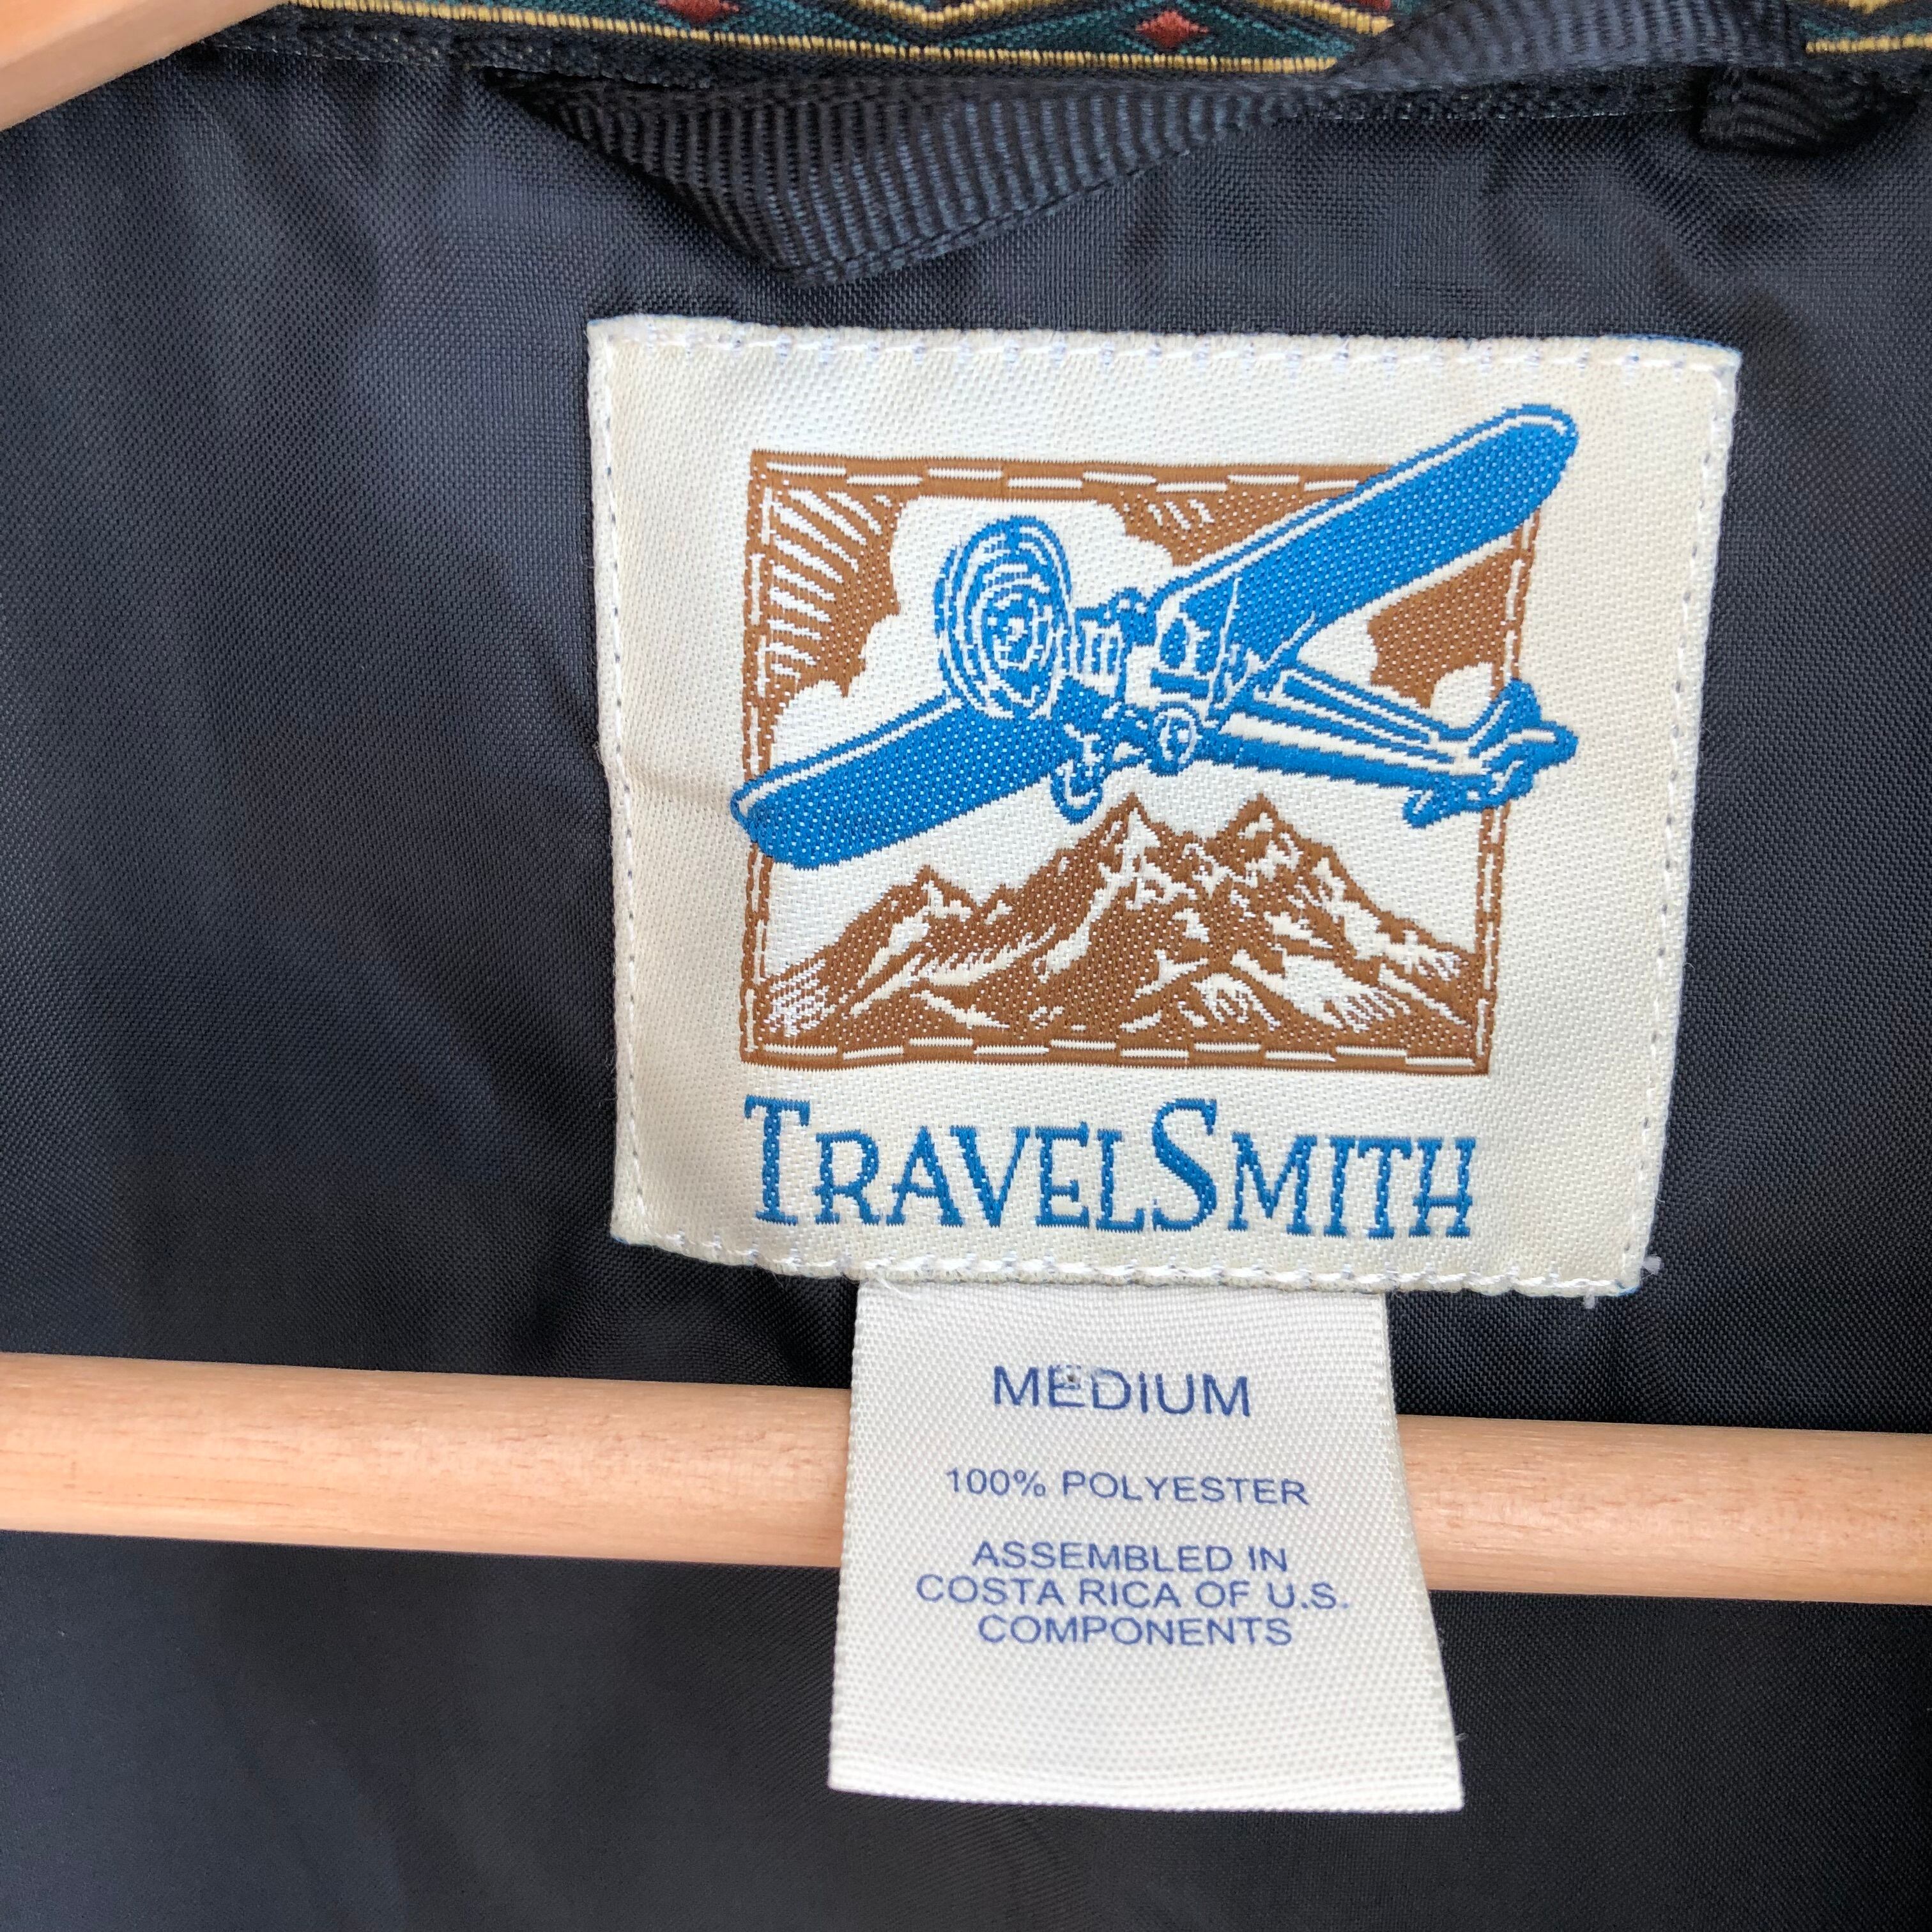 TRAVELSMITH
MEDIUM
100% POLYESTER
ASSEMBLED IN
COSTA RICA OF U.S.
COMPONENTS